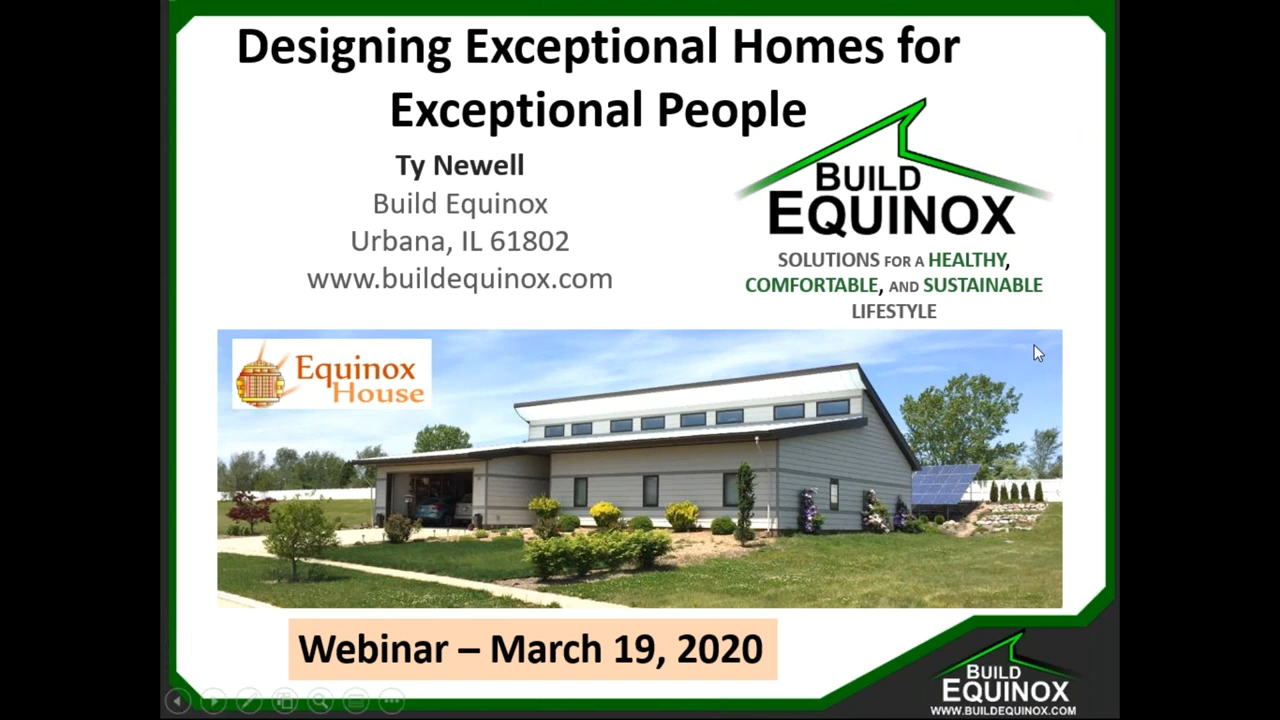 Designing Exceptional Homes for
Exceptional People
Ty Newell
Build Equinox
Urbana, IL 61802
www.buildequinox.com
BUILD
EQUINOX
SOLUTIONS FOR A HEALTHY,
COMFORTABLE, AND SUSTAINABLE
LIFESTYLE
Equinox
House
Webinar – March 19, 2020
BUILD
EQUINOX
WWW.BUILDEQUINOX.COM